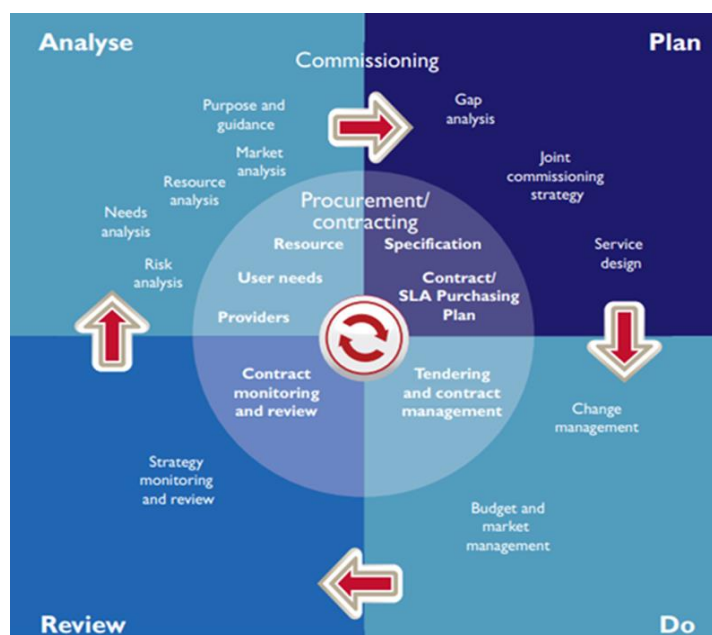 Analyse
Plan
Commissioning
Purpose and
guidance
Market
analysis
Resource
analysis
Needs
analysis
Risk
analysis
Gap
analysis
Joint
commissioning
strategy
Service
design
Procurement/
contracting
Resource
User needs
Providers
Specification
Contract/
SLA Purchasing
Plan
Contract
monitoring
and review
Tendering
and contract
management
Change
management
Budget and
market
management
Strategy
monitoring
and review
Review
Do